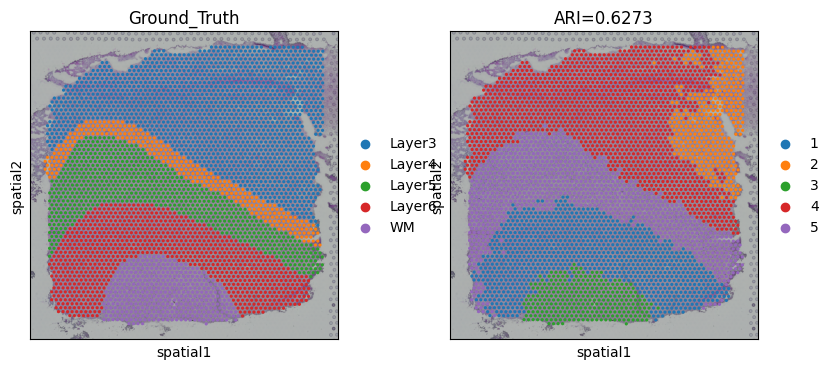 Ground_Truth
spatial2
spatial1
Layer3
Layer4
Layer5
Layer6
WM
ARI=0.6273
spatial2
spatial1
1
2
3
4
5